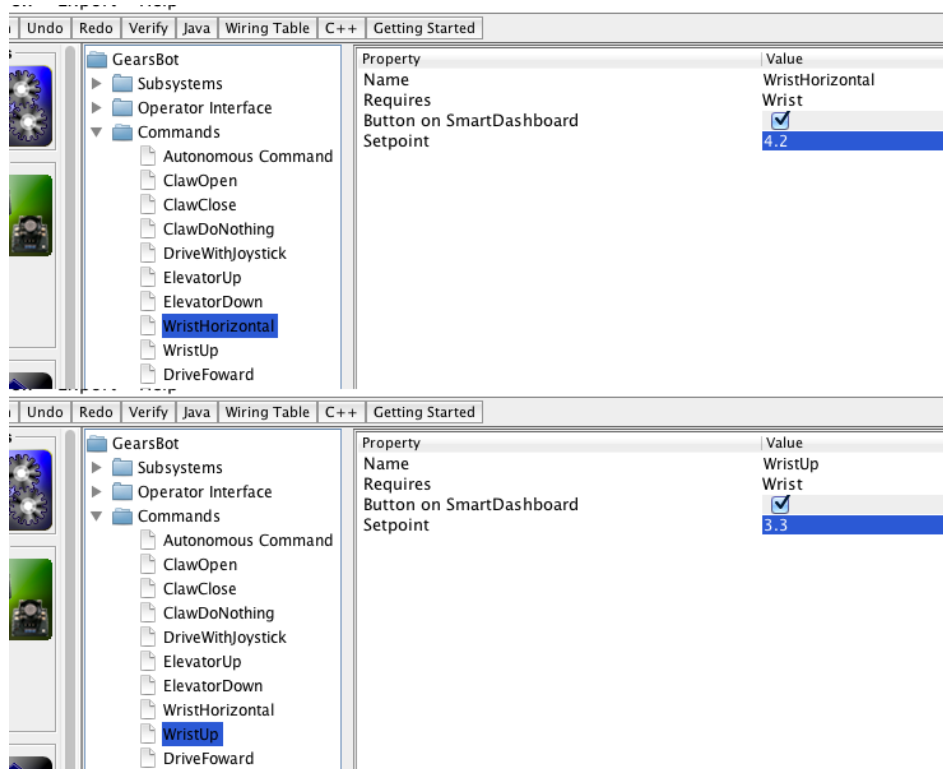 Undo Redo Verify Java Wiring Table C++ Getting Started
GearsBot
Subsystems
Operator Interface
Commands
Autonomous Command
ClawOpen
ClawClose
ClawDoNothing
DriveWithJoystick
ElevatorUp
ElevatorDown
WristHorizontal
WristUp
DriveFoward
Property Value
Name WristHorizontal
Requires Wrist
Button on SmartDashboard
Setpoint 4.2
Undo Redo Verify Java Wiring Table C++ Getting Started
GearsBot
Subsystems
Operator Interface
Commands
Autonomous Command
ClawOpen
ClawClose
ClawDoNothing
DriveWithJoystick
ElevatorUp
ElevatorDown
WristHorizontal
WristUp
DriveFoward
Property Value
Name WristUp
Requires Wrist
Button on SmartDashboard
Setpoint 3.3